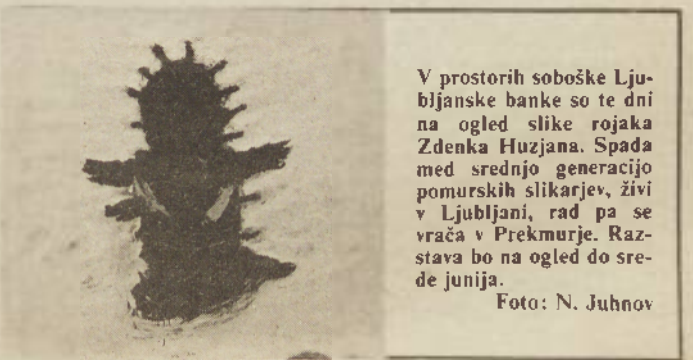 V prostorih soboške Lju-
bljanske banke so te dni
na ogled slike rojaka
Zdenka Huzjana. Spada
med srednjo generacijo
pomurskih slikarjev, živi
v Ljubljani, rad pa se
vrača v Prekmurje. Raz-
stava bo na ogled do sre-
de junija.
Foto: N. Juhnov